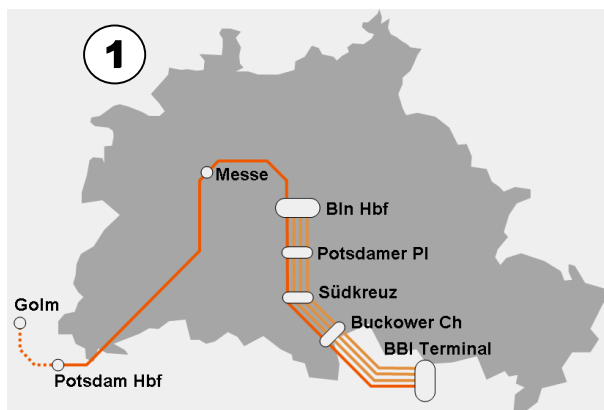 1
Messe
Bln Hbf
Potsdamer Pl
Südkreuz
Golm
Buckower Ch
BBI Terminal
Potsdam Hbf